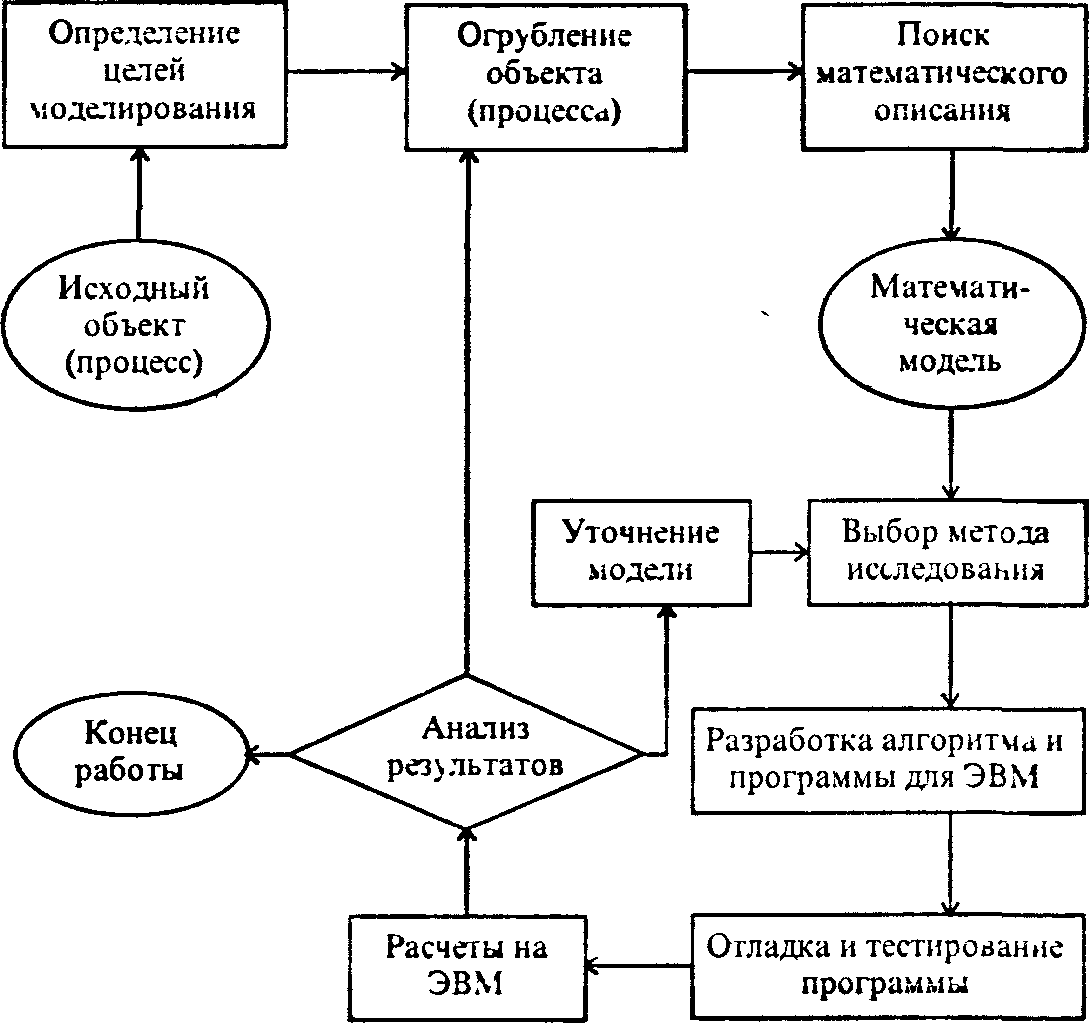 Определение
целей
моделирования
Огрубление
объекта
(процесса)
Поиск
математического
описания
Исходный
объект
(процесс)
Математи-
ческая
модель
Уточнение
модели
Выбор метода
исследования
Конец
работы
Анализ
результатов
Разработка алгоритма и
программы для ЭВМ
Расчеты на
ЭВМ
Отладка и тестирование
программы